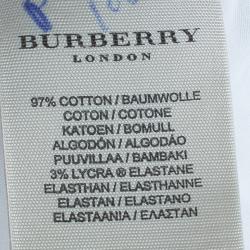 BURBERRY
LONDON
97% COTTON / BAUMWOLLE
COTON / COTONE
KATOEN / BOMULL
ALGODÓN / ALGODÃO
PUUVILLAA / BAMBAKI
3% LYCRA ® ELASTANE
ELASTHAN / ELASTHANNE
ELASTAN / ELASTANO
ELASTAANIA / ΕΛΑΣΤΑΝ